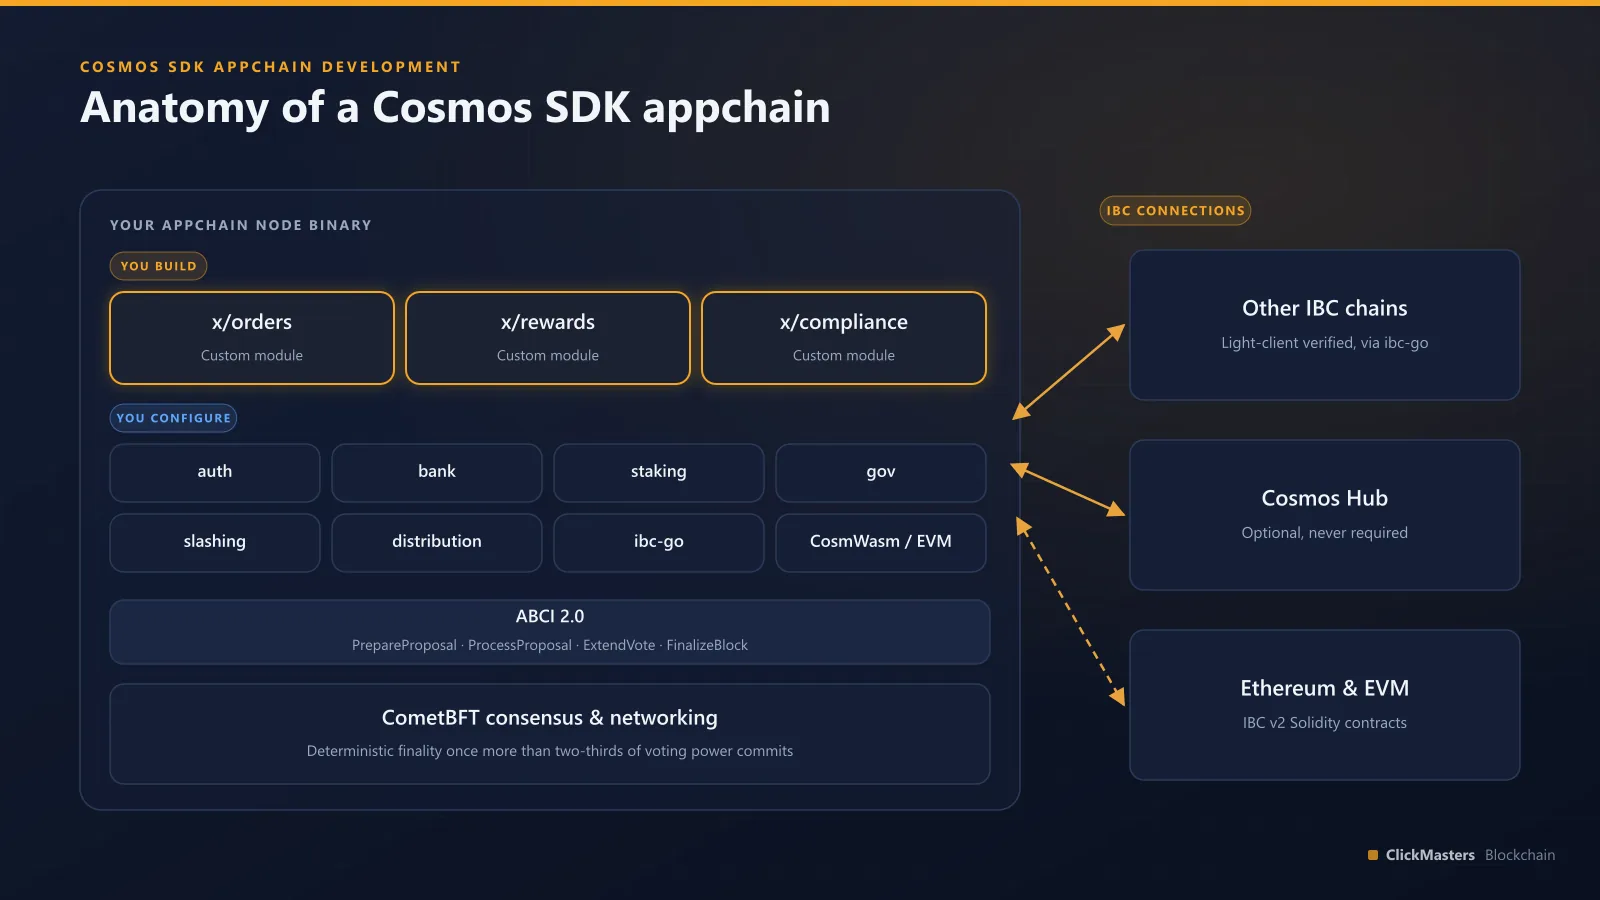 COSMOS SDK APPCHAIN DEVELOPMENT
Anatomy of a Cosmos SDK appchain
YOUR APPCHAIN NODE BINARY
YOU BUILD
x/orders
Custom module
x/rewards
Custom module
x/compliance
Custom module
YOU CONFIGURE
auth
bank
staking
gov
slashing
distribution
ibc-go
CosmWasm / EVM
ABCI 2.0
PrepareProposal · ProcessProposal · ExtendVote · FinalizeBlock
CometBFT consensus & networking
Deterministic finality once more than two-thirds of voting power commits
IBC CONNECTIONS
Other IBC chains
Light-client verified, via ibc-go
Cosmos Hub
Optional, never required
Ethereum & EVM
IBC v2 Solidity contracts
ClickMasters Blockchain